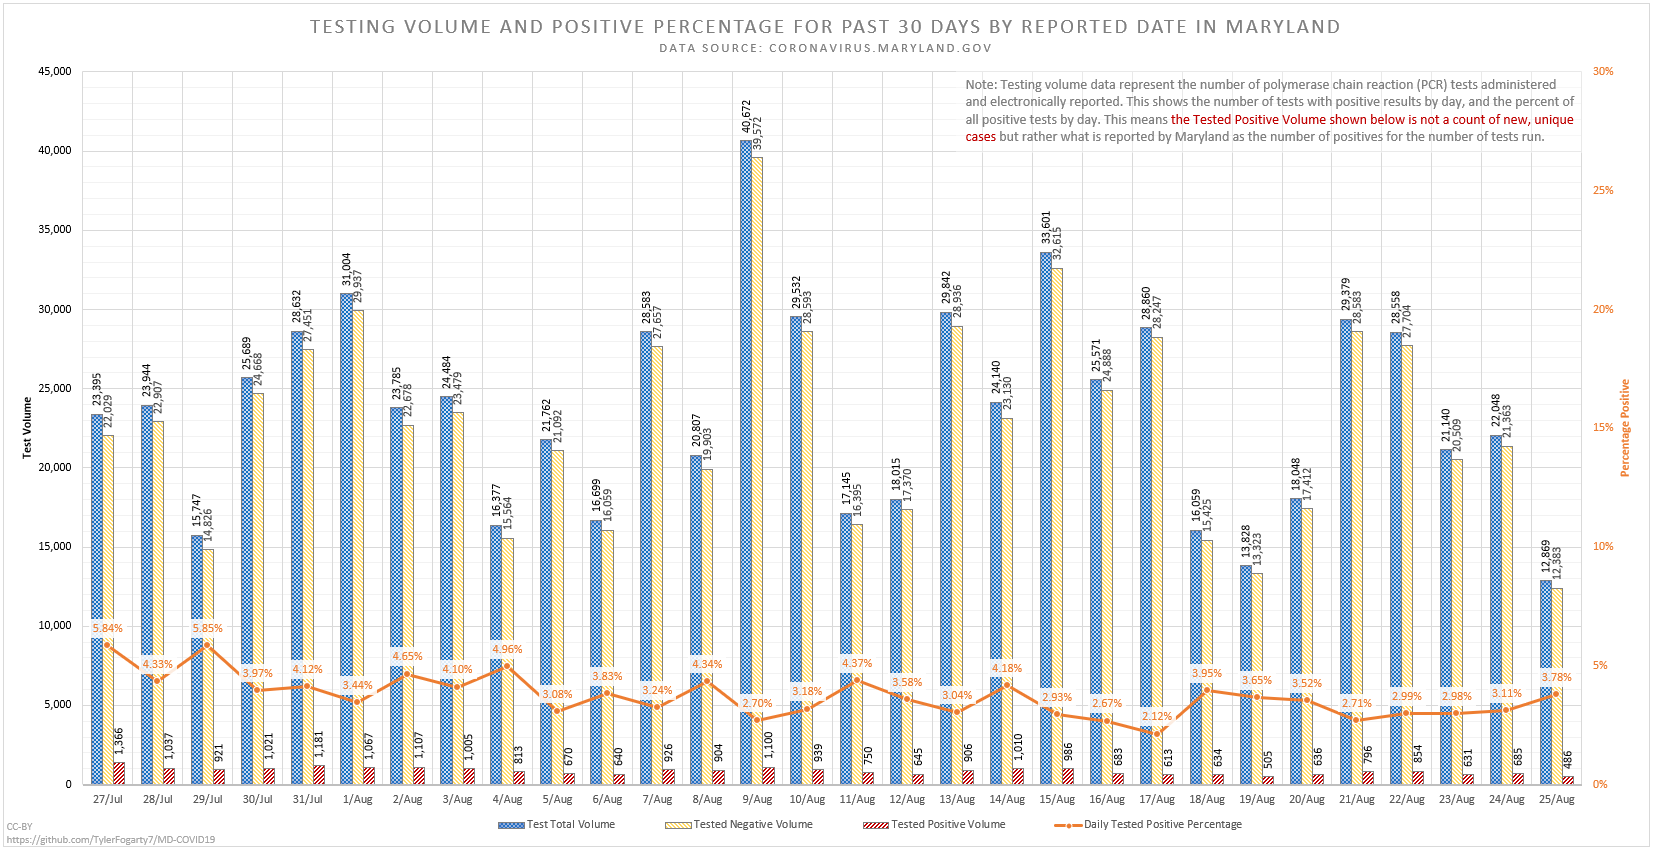 TESTING VOLUME AND POSITIVE PERCENTAGE FOR PAST 30 DAYS BY REPORTED DATE IN MARYLAND
DATA SOURCE: CORONAVIRUS.MARYLAND.GOV
Note: Testing volume data represent the number of polymerase chain reaction (PCR) tests administered
and electronically reported. This shows the number of tests with positive results by day, and the percent of
all positive tests by day. This means the Tested Positive Volume shown below is not a count of new, unique
cases but rather what is reported by Maryland as the number of positives for the number of tests run.
Test Volume
45,000
40,000
35,000
30,000
25,000
20,000
15,000
10,000
5,000
0
Percentage Positive
30%
25%
20%
15%
10%
5%
0%
23,395 22,029 5.84% 1,366 27/Jul
23,944 22,907 4.33% 1,037 28/Jul
15,747 14,826 5.85% 921 29/Jul
25,689 24,668 3.97% 1,021 30/Jul
28,632 27,451 4.12% 1,181 31/Jul
31,004 29,937 3.44% 1,067 1/Aug
23,785 22,678 4.65% 1,107 2/Aug
24,484 23,479 4.10% 1,005 3/Aug
16,377 15,564 4.96% 813 4/Aug
21,762 21,092 3.08% 670 5/Aug
16,699 16,059 3.83% 640 6/Aug
28,583 27,657 3.24% 926 7/Aug
20,807 19,903 4.34% 904 8/Aug
40,672 39,572 2.70% 1,100 9/Aug
29,532 28,593 3.18% 939 10/Aug
17,145 16,395 4.37% 750 11/Aug
18,015 17,370 3.58% 645 12/Aug
29,842 28,936 3.04% 906 13/Aug
24,140 23,130 4.18% 1,010 14/Aug
33,601 32,615 2.93% 986 15/Aug
25,571 24,888 2.67% 683 16/Aug
28,860 28,247 2.12% 613 17/Aug
16,059 15,425 3.95% 634 18/Aug
13,828 13,323 3.65% 505 19/Aug
18,048 17,412 3.52% 636 20/Aug
29,379 28,583 2.71% 796 21/Aug
28,558 27,704 2.99% 854 22/Aug
21,140 20,509 2.98% 631 23/Aug
22,048 21,363 3.11% 685 24/Aug
12,869 12,383 3.78% 486 25/Aug
Test Total Volume
Tested Negative Volume
Tested Positive Volume
Daily Tested Positive Percentage
CC-BY
https://github.com/TylerFogarty7/MD-COVID19